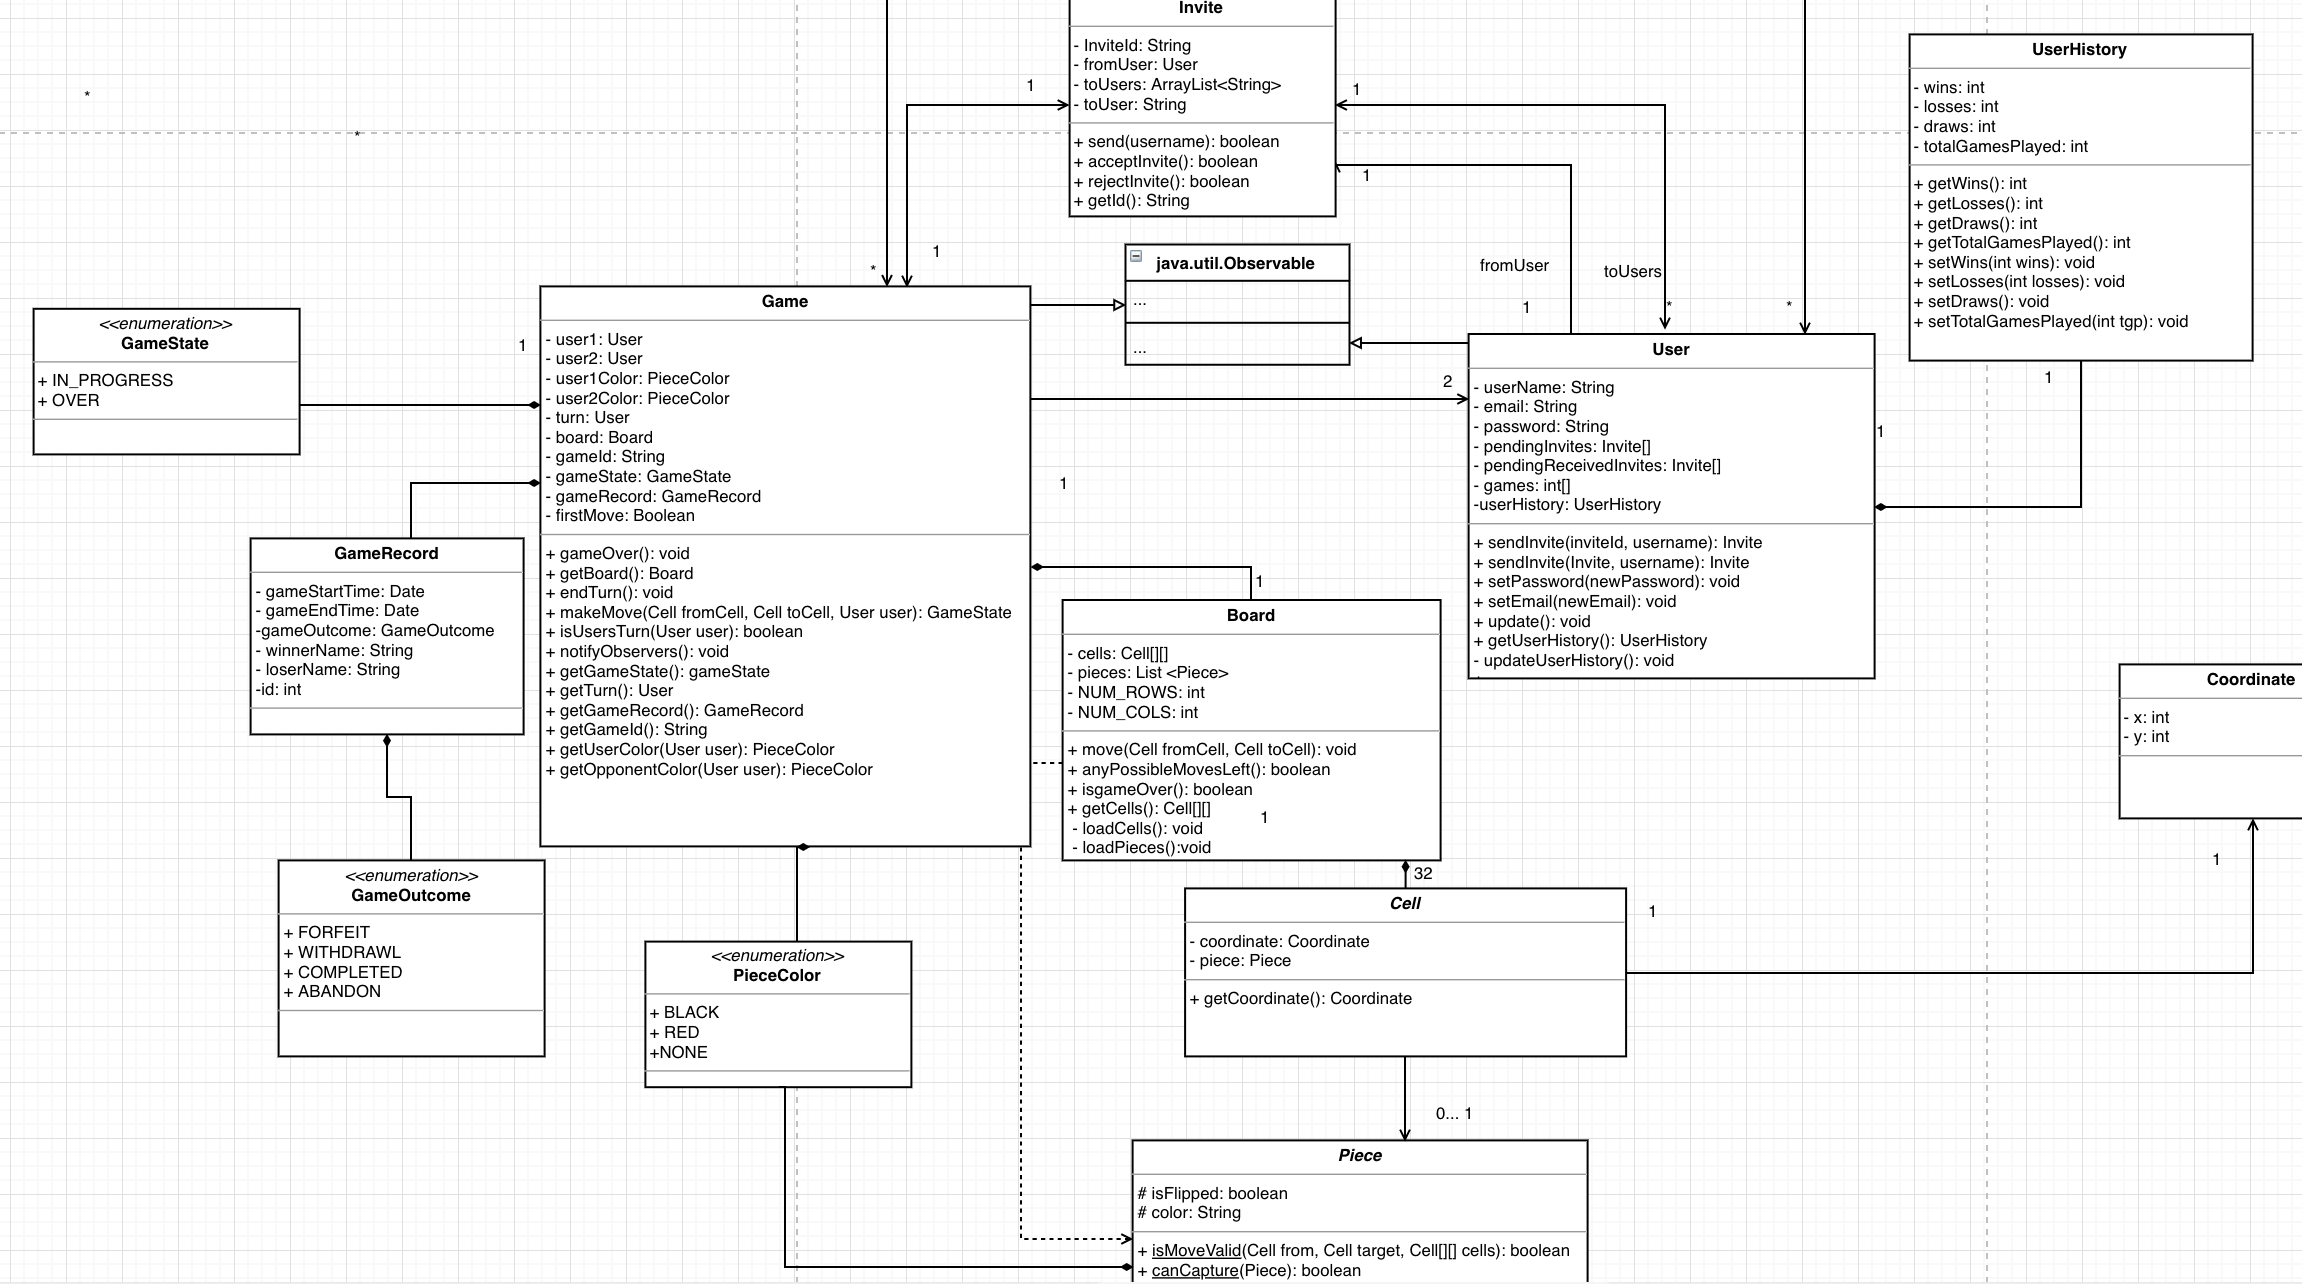 Invite
- InviteId: String
- fromUser: User
- toUsers: ArrayList<String>
- toUser: String
+ send(username): boolean
+ acceptInvite(): boolean
+ rejectInvite(): boolean
+ getId(): String
1
1
1
1
*
*
*
UserHistory
- wins: int
- losses: int
- draws: int
- totalGamesPlayed: int
+ getWins(): int
+ getLosses(): int
+ getDraws(): int
+ getTotalGamesPlayed(): int
+ setWins(int wins): void
+ setLosses(int losses): void
+ setDraws(): void
+ setTotalGamesPlayed(int tgp): void
1
java.util.Observable
...
...
fromUser
toUsers
1
*
*
<<enumeration>>
GameState
+ IN_PROGRESS
+ OVER
1
Game
- user1: User
- user2: User
- user1Color: PieceColor
- user2Color: PieceColor
- turn: User
- board: Board
- gameId: String
- gameState: GameState
- gameRecord: GameRecord
- firstMove: Boolean
+ gameOver(): void
+ getBoard(): Board
+ endTurn(): void
+ makeMove(Cell fromCell, Cell toCell, User user): GameState
+ isUsersTurn(User user): boolean
+ notifyObservers(): void
+ getGameState(): gameState
+ getTurn(): User
+ getGameRecord(): GameRecord
+ getGameId(): String
+ getUserColor(User user): PieceColor
+ getOpponentColor(User user): PieceColor
2
1
1
User
- userName: String
- email: String
- password: String
- pendingInvites: Invite[]
- pendingReceivedInvites: Invite[]
- games: int[]
-userHistory: UserHistory
+ sendInvite(inviteId, username): Invite
+ sendInvite(Invite, username): Invite
+ setPassword(newPassword): void
+ setEmail(newEmail): void
+ update(): void
+ getUserHistory(): UserHistory
- updateUserHistory(): void
GameRecord
- gameStartTime: Date
- gameEndTime: Date
-gameOutcome: GameOutcome
- winnerName: String
- loserName: String
-id: int
1
Board
- cells: Cell[][]
- pieces: List <Piece>
- NUM_ROWS: int
- NUM_COLS: int
+ move(Cell fromCell, Cell toCell): void
+ anyPossibleMovesLeft(): boolean
+ isgameOver(): boolean
+ getCells(): Cell[][]
- loadCells(): void
- loadPieces():void
1
32
Coordinate
- x: int
- y: int
1
<<enumeration>>
GameOutcome
+ FORFEIT
+ WITHDRAWL
+ COMPLETED
+ ABANDON
<<enumeration>>
PieceColor
+ BLACK
+ RED
+NONE
Cell
- coordinate: Coordinate
- piece: Piece
+ getCoordinate(): Coordinate
1
0... 1
Piece
# isFlipped: boolean
# color: String
+ isMoveValid(Cell from, Cell target, Cell[][] cells): boolean
+ canCapture(Piece): boolean